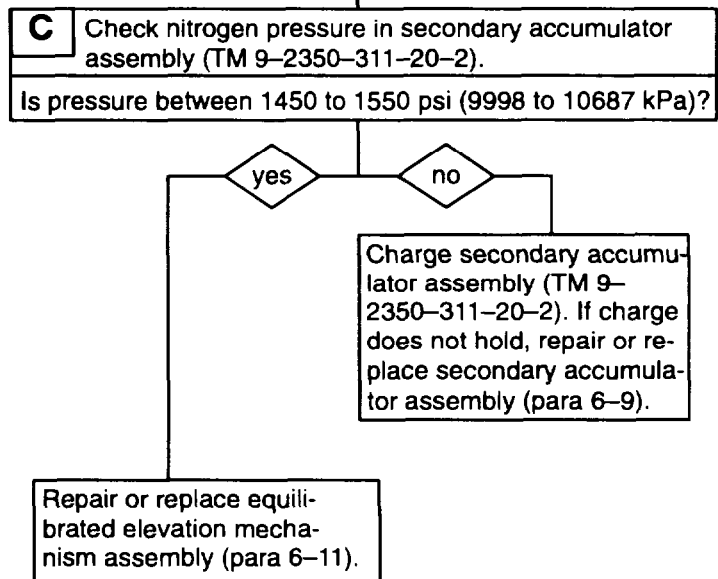 C
Check nitrogen pressure in secondary accumulator
assembly (TM 9–2350–311–20–2).
Is pressure between 1450 to 1550 psi (9998 to 10687 kPa)?
yes
no
Charge secondary accumu-
lator assembly (TM 9–
2350–311–20–2). If charge
does not hold, repair or re-
place secondary accumula-
tor assembly (para 6–9).
Repair or replace equili-
brated elevation mecha-
nism assembly (para 6–11).